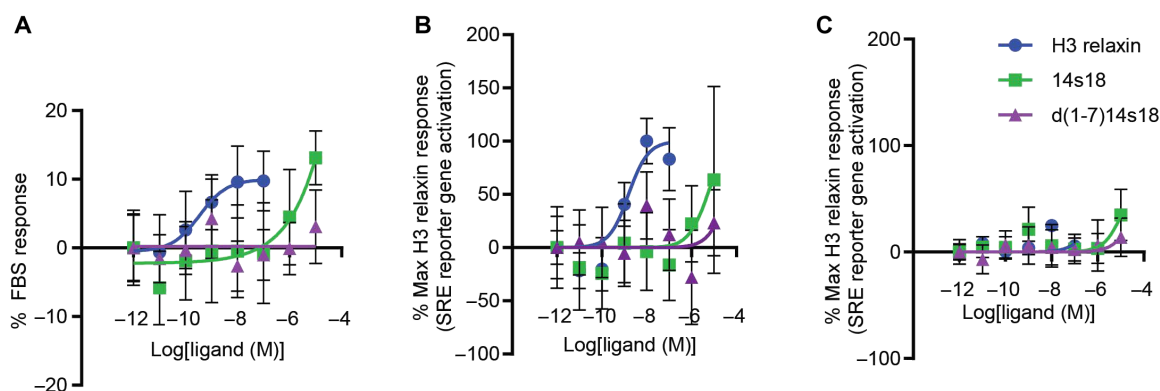 A
% FBS response
20
10
0
–10
–20
–12 –10 –8 –6 –4
Log[ligand (M)]
B
% Max H3 relaxin response
(SRE reporter gene activation)
200
150
100
50
0
–50
–100
–12 –10 –8 –6 –4
Log[ligand (M)]
C
% Max H3 relaxin response
(SRE reporter gene activation)
200
100
0
–100
–12 –10 –8 –6 –4
Log[ligand (M)]
H3 relaxin
14s18
d(1-7)14s18